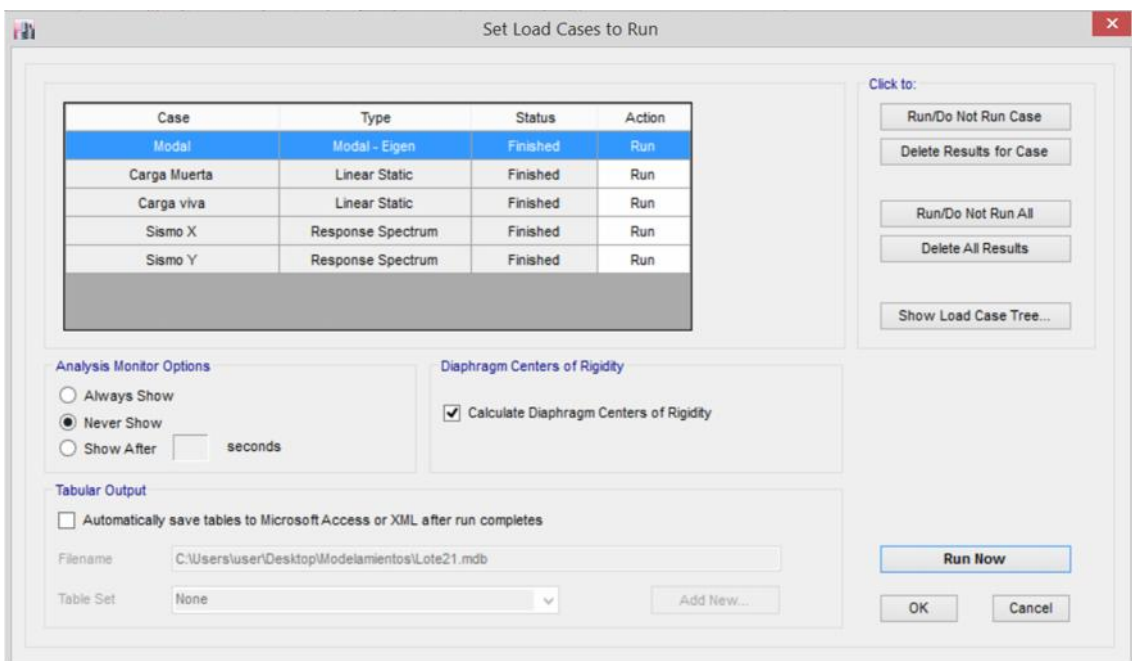 Set Load Cases to Run
Click to:
Case Type Status Action
Modal Modal - Eigen Finished Run
Carga Muerta Linear Static Finished Run
Carga viva Linear Static Finished Run
Sismo X Response Spectrum Finished Run
Sismo Y Response Spectrum Finished Run
Run/Do Not Run Case
Delete Results for Case
Run/Do Not Run All
Delete All Results
Show Load Case Tree...
Analysis Monitor Options
Always Show
Never Show
Show After seconds
Diaphragm Centers of Rigidity
Calculate Diaphragm Centers of Rigidity
Tabular Output
Automatically save tables to Microsoft Access or XML after run completes
Filename C:\Users\user\Desktop\Modelamientos\Lote21.mdb
Table Set None Add New...
Run Now
OK Cancel